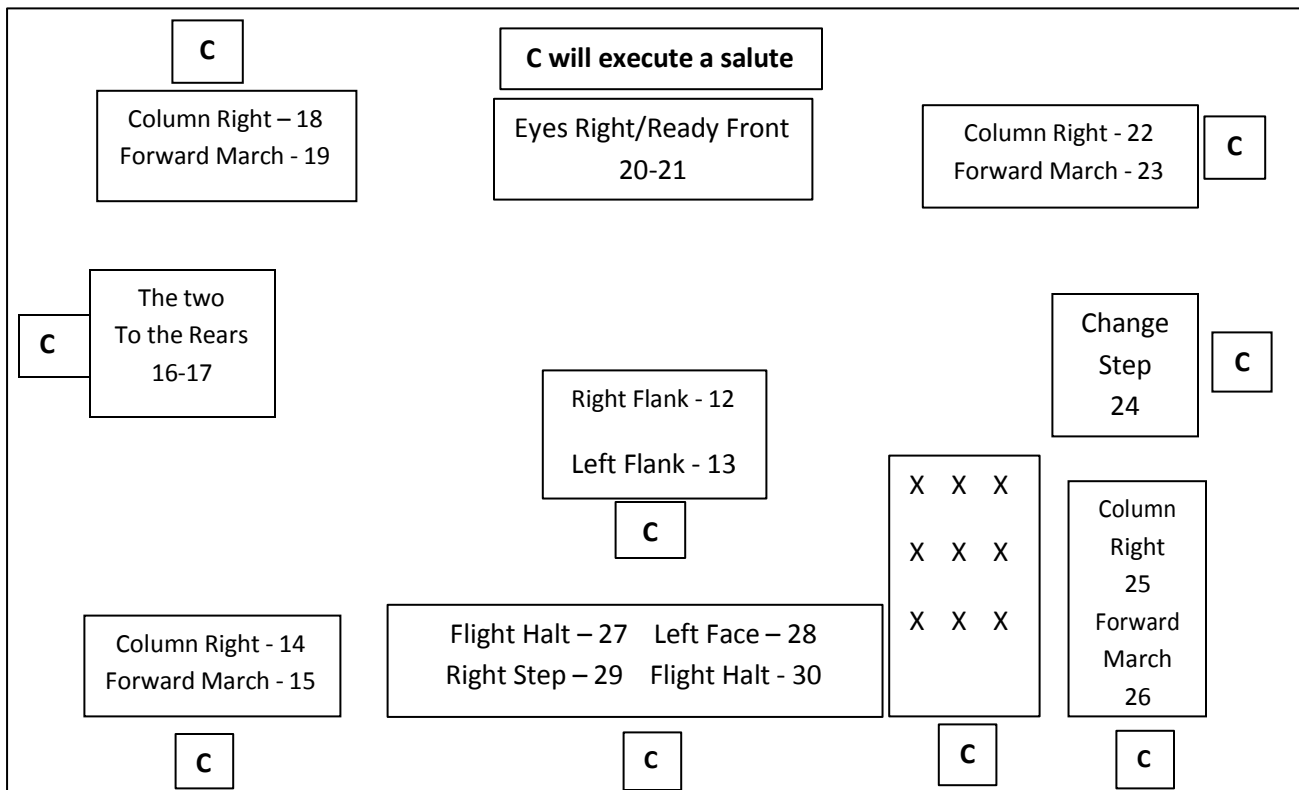 C
C will execute a salute
Column Right – 18
Forward March - 19
Eyes Right/Ready Front
20-21
Column Right - 22
Forward March - 23
C
C
The two
To the Rears
16-17
Change
Step
24
C
Right Flank - 12
Left Flank - 13
C
X X X
X X X
X X X
Column
Right
25
Forward
March
26
Column Right - 14
Forward March - 15
Flight Halt – 27 Left Face – 28
Right Step – 29 Flight Halt - 30
C
C
C
C